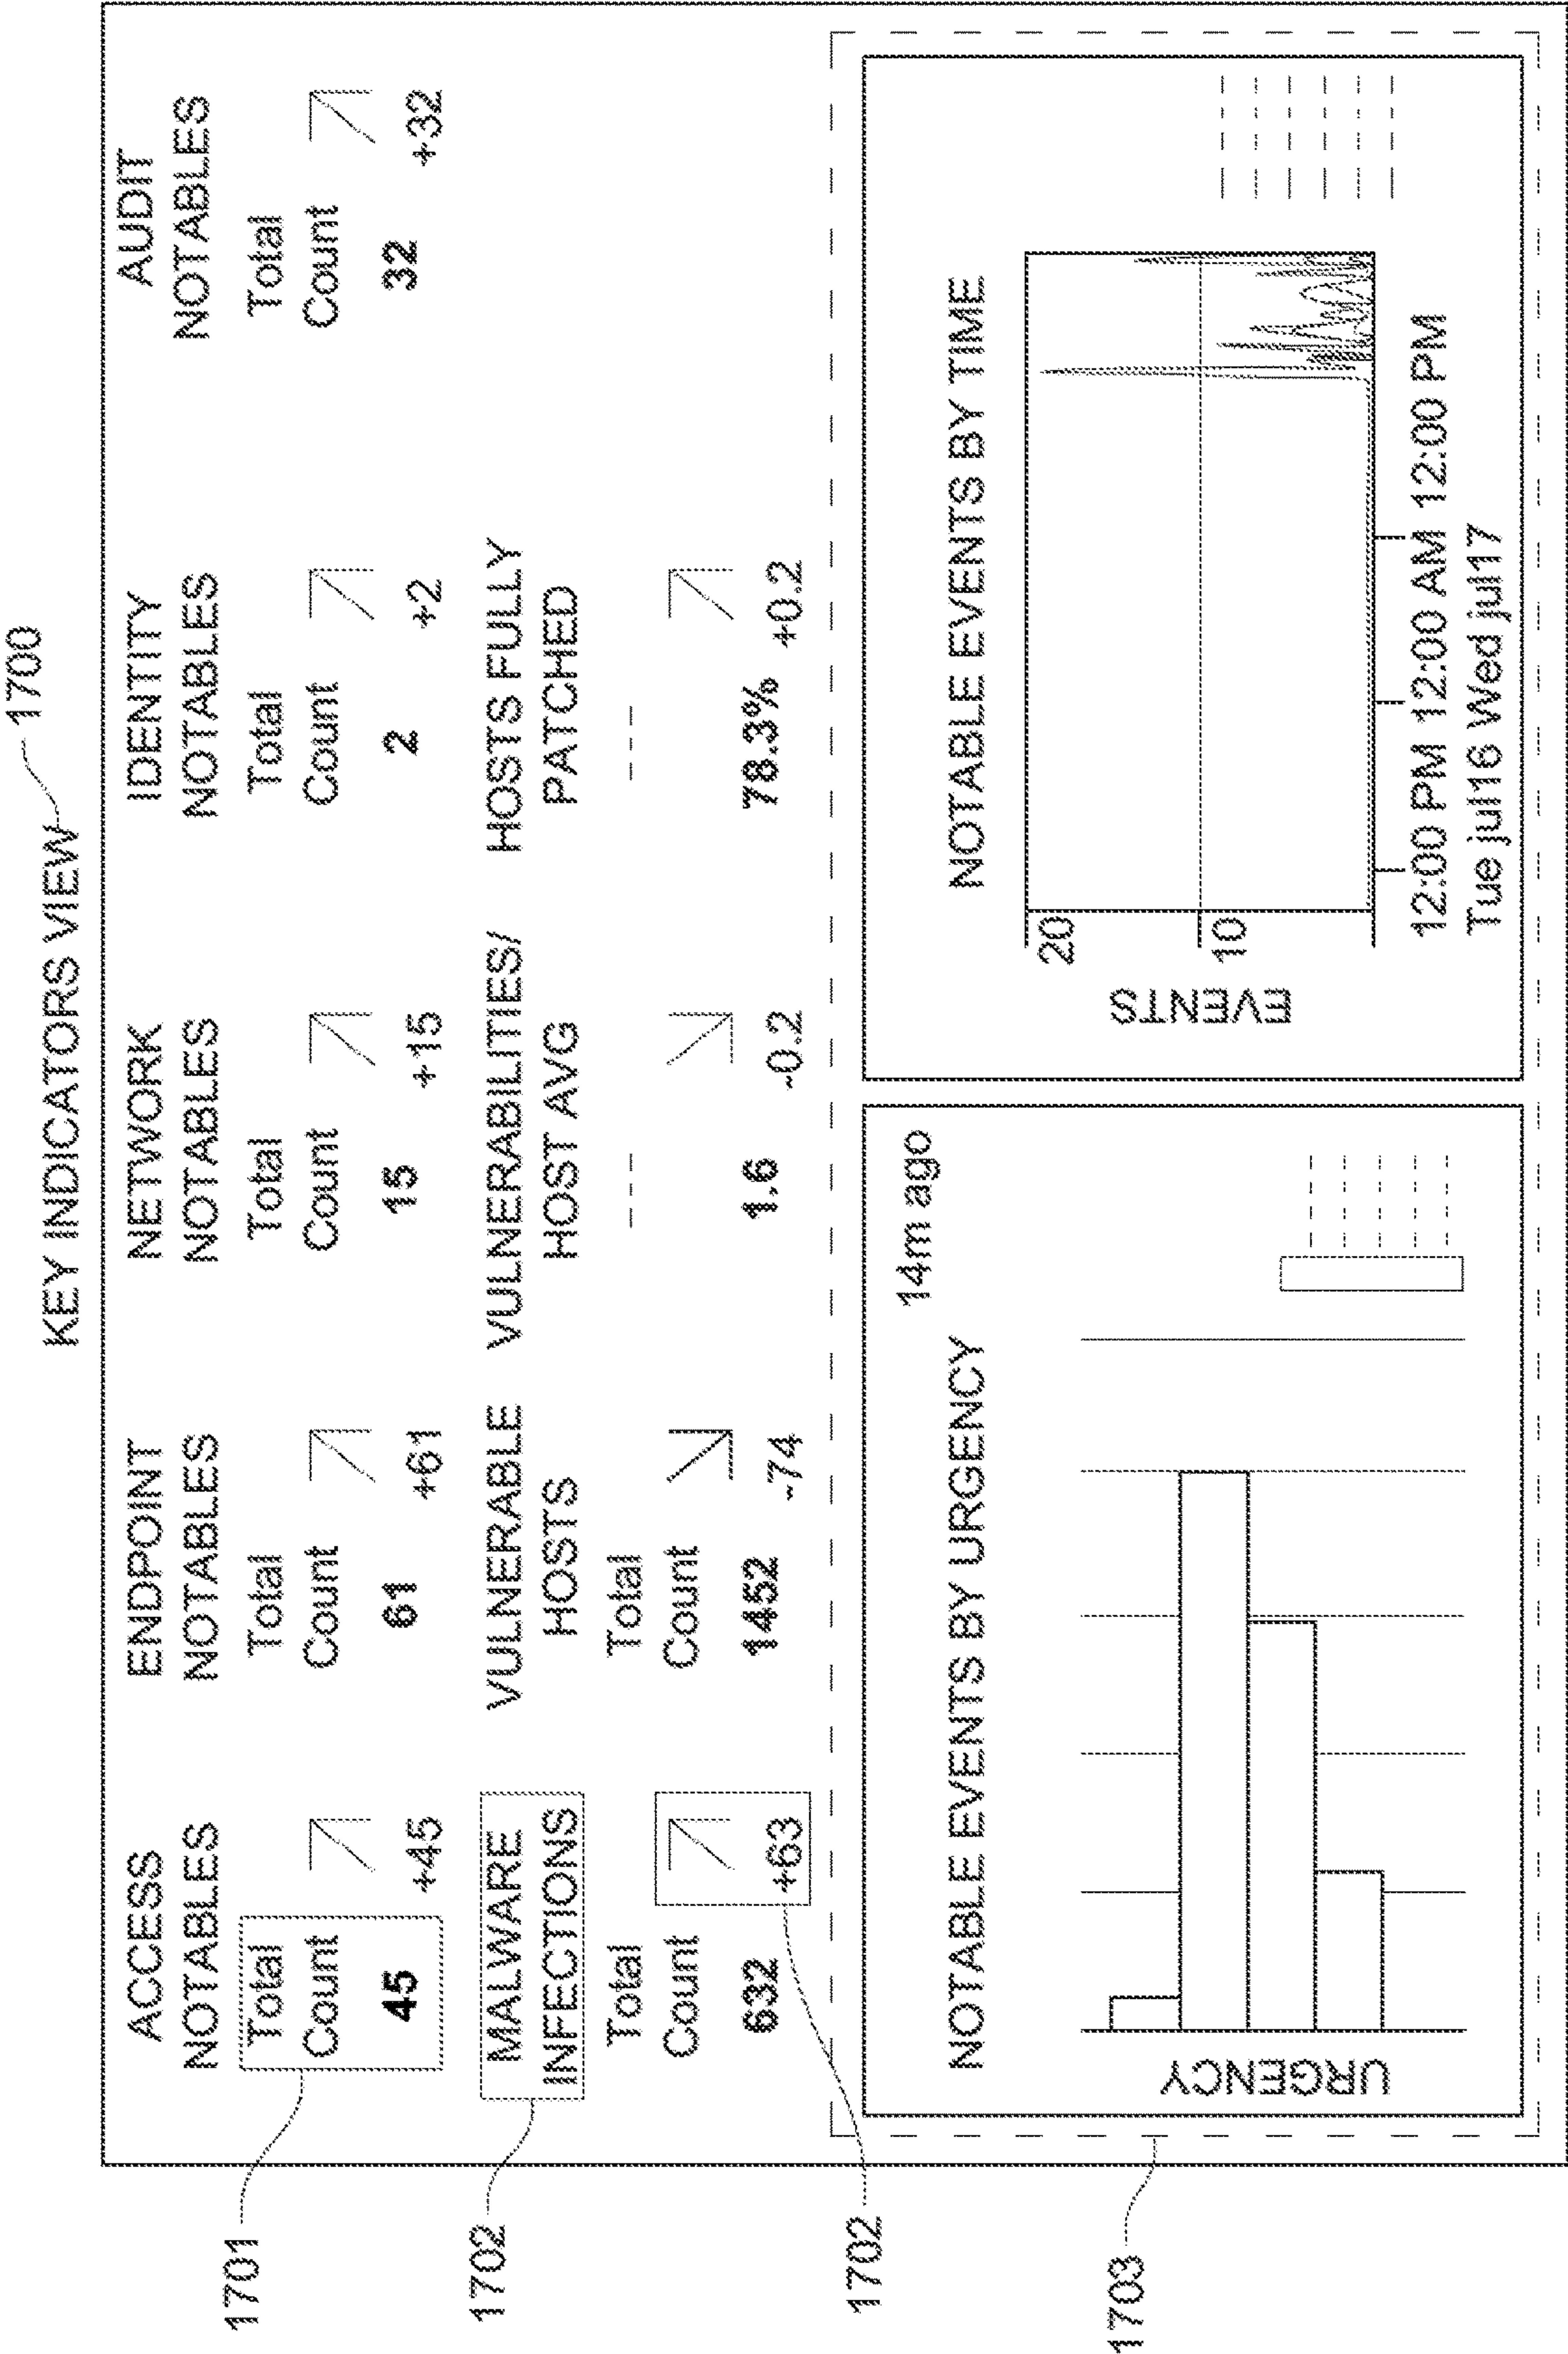 KEY INDICATORS VIEW 1700
ACCESS
NOTABLES
Total
Count
45
+45
ENDPOINT
NOTABLES
Total
Count
61
+61
NETWORK
NOTABLES
Total
Count
15
+15
IDENTITY
NOTABLES
Total
Count
2
+2
AUDIT
NOTABLES
Total
Count
32
+32
MALWARE
INFECTIONS
Total
Count
632
+63
VULNERABLE
HOSTS
Total
Count
1452
-74
VULNERABILITIES/
HOST AVG
1.6
-0.2
HOSTS FULLY
PATCHED
78.3%
+0.2
1701
1702
1702
1703
NOTABLE EVENTS BY URGENCY
14m ago
URGENCY
NOTABLE EVENTS BY TIME
EVENTS
20
10
12:00 PM 12:00 AM 12:00 PM
Tue jul16 Wed jul17